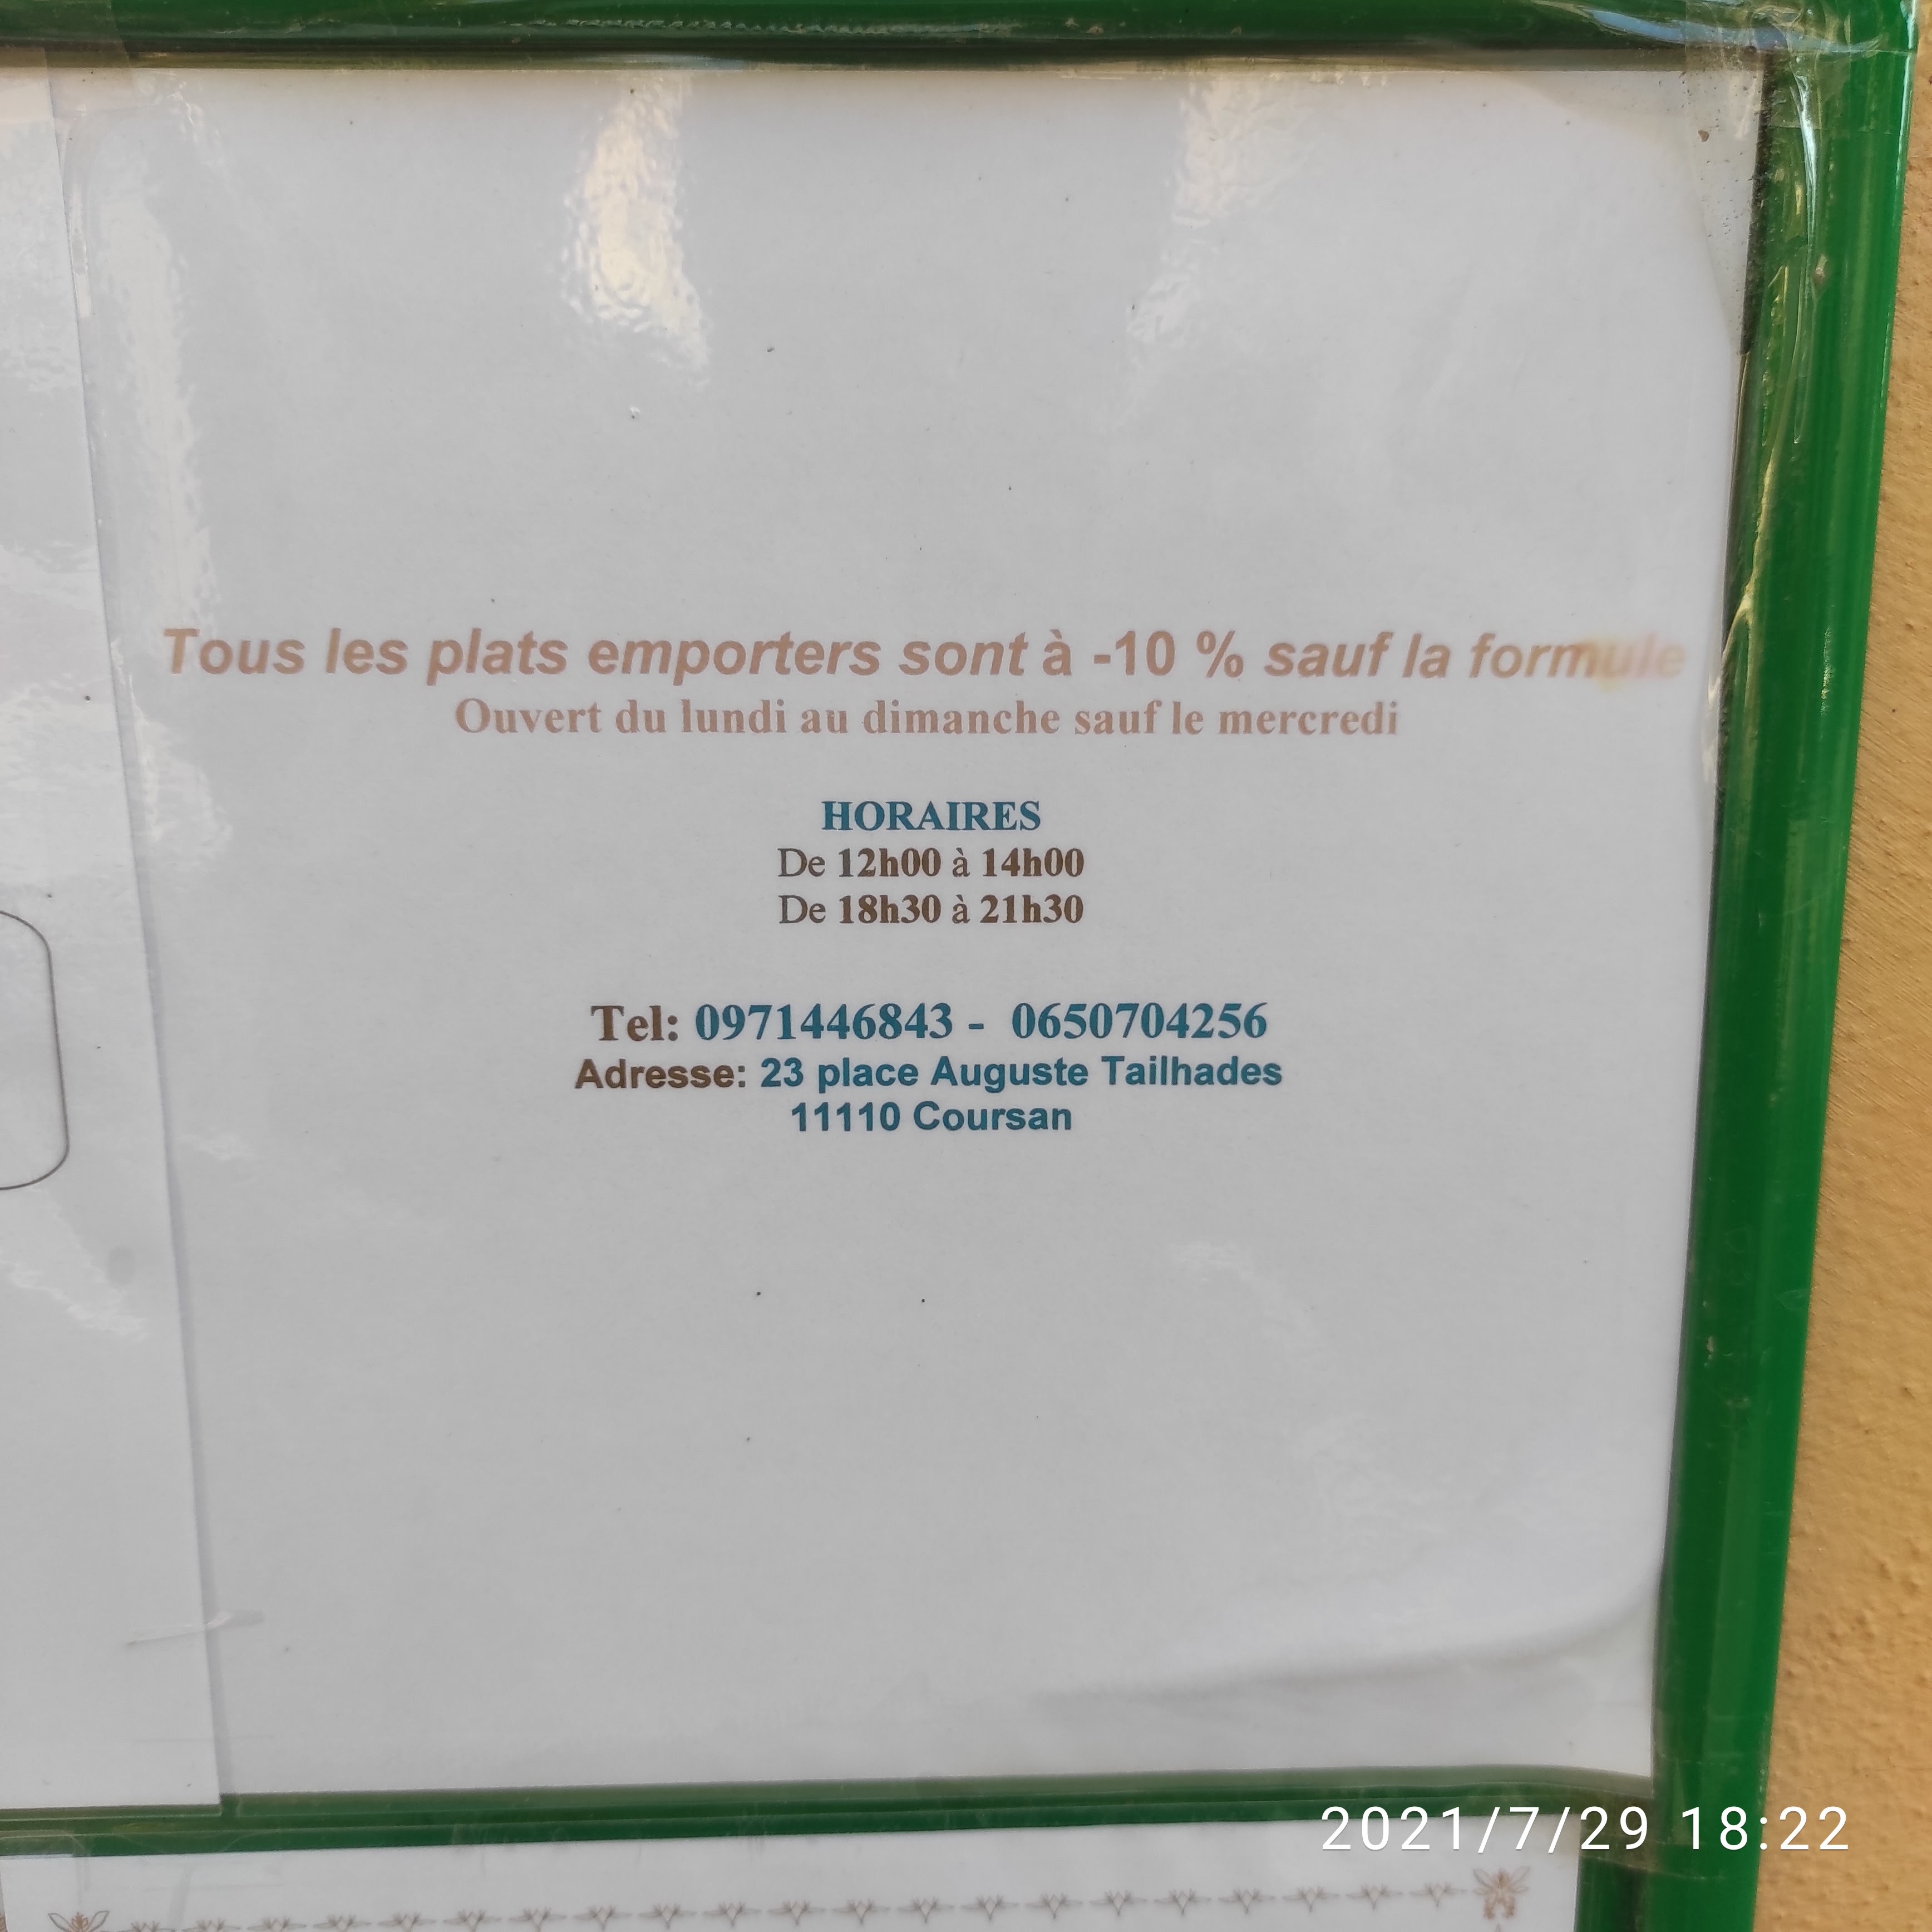 Tous les plats emporters sont à -10 % sauf la formule
Ouvert du lundi au dimanche sauf le mercredi
HORAIRES
De 12h00 à 14h00
De 18h30 à 21h30
Tel: 0971446843 - 0650704256
Adresse: 23 place Auguste Tailhades
11110 Coursan
2021/7/29 18:22